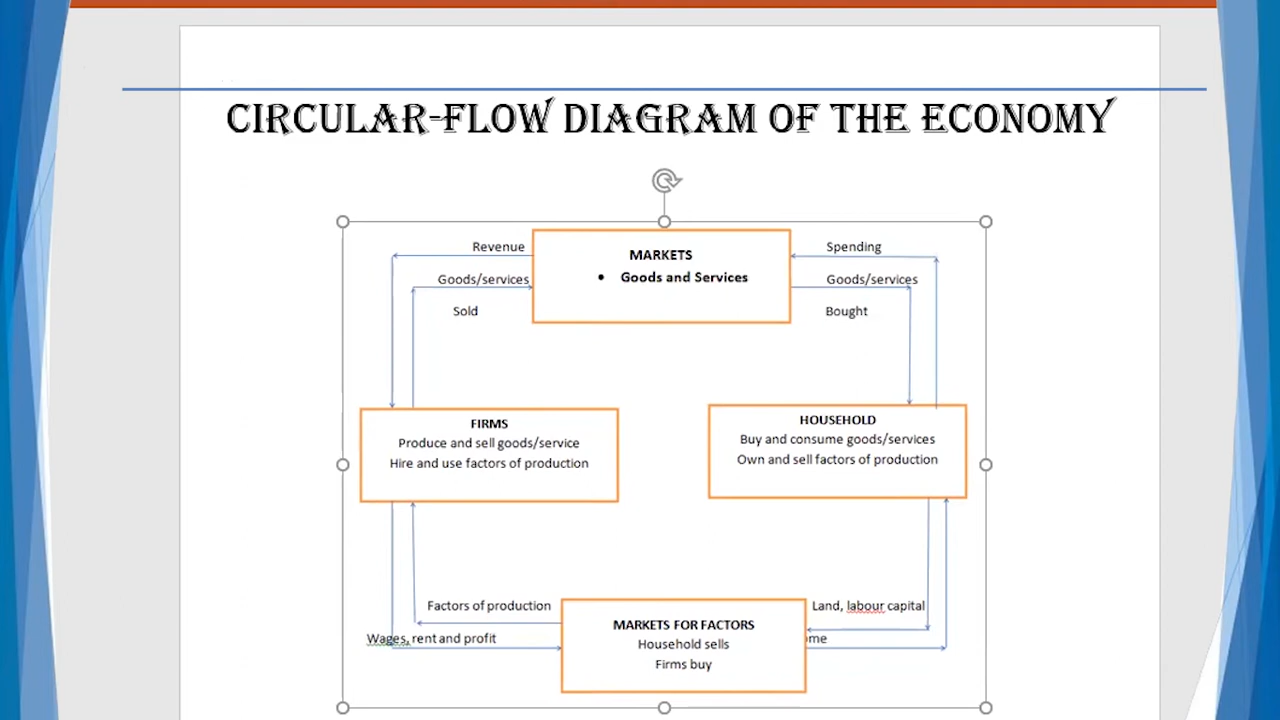 CIRCULAR-FLOW DIAGRAM OF THE ECONOMY
Revenue
Goods/services
Sold
MARKETS
• Goods and Services
Spending
Goods/services
Bought
FIRMS
Produce and sell goods/service
Hire and use factors of production
HOUSEHOLD
Buy and consume goods/services
Own and sell factors of production
Factors of production
Wages, rent and profit
MARKETS FOR FACTORS
Household sells
Firms buy
Land, labour capital